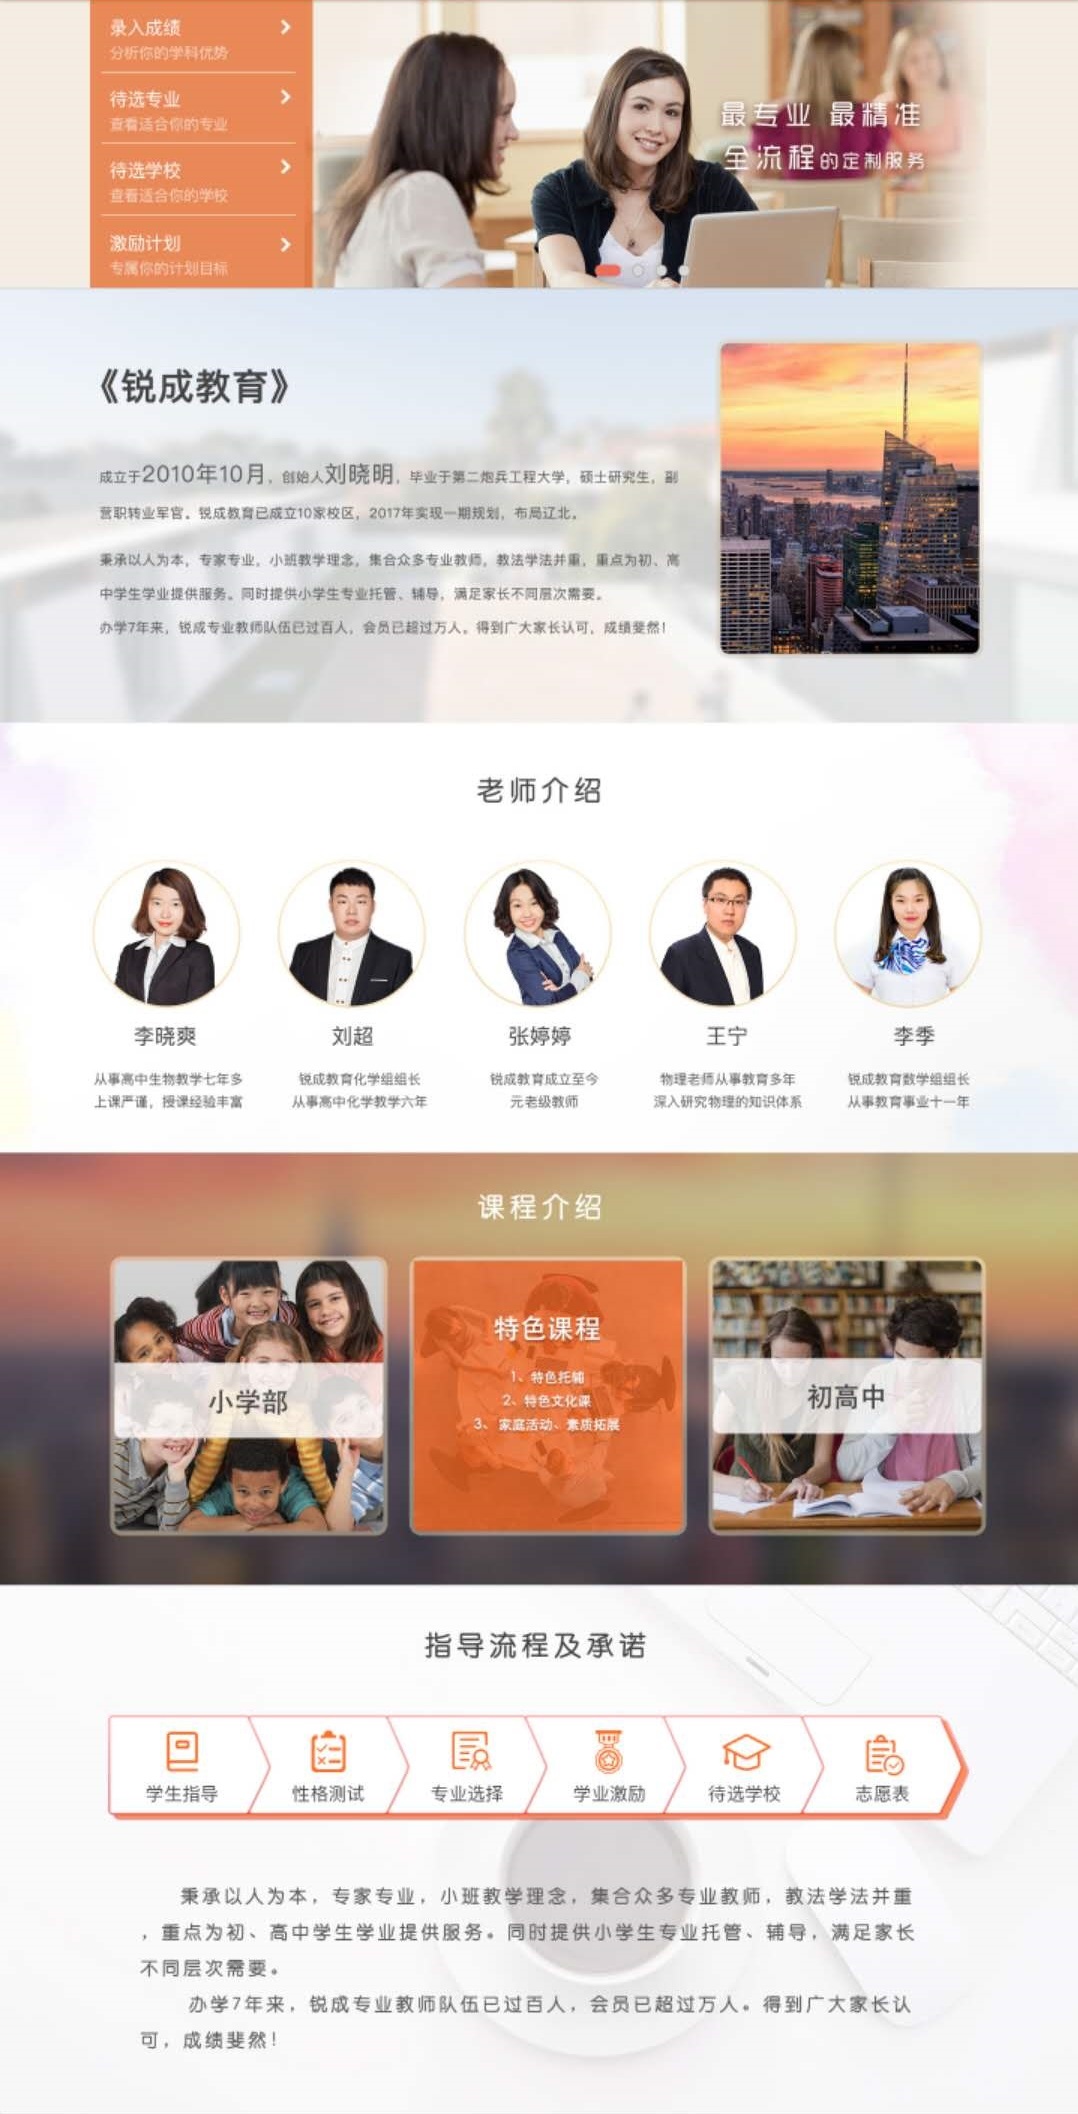 录入成绩
分析你的学科优势
待选专业
查看适合你的专业
待选学校
查看适合你的学校
激励计划
专属你的计划目标
最专业 最精准
全流程的定制服务
《锐成教育》
成立于2010年10月，创始人刘晓明，毕业于第二炮兵工程大学，硕士研究生，副
营职转业军官。锐成教育已成立10家校区，2017年实现一期规划，布局辽北。
秉承以人为本，专家专业，小班教学理念，集合众多专业教师，教法学法并重，重点为初、高
中学生学业提供服务。同时提供小学生专业托管、辅导，满足家长不同层次需要。
办学7年来，锐成专业教师队伍已过百人，会员已超过万人。得到广大家长认可，成绩斐然！
老师介绍
李晓爽
从事高中生物教学七年多
上课严谨，授课经验丰富
刘超
锐成教育化学组组长
从事高中化学教学六年
张婷婷
锐成教育成立至今
元老级教师
王宁
物理老师从事教育多年
深入研究物理的知识体系
李季
锐成教育数学组组长
从事教育事业十一年
课程介绍
小学部
特色课程
1、特色托辅
2、特色文化课
3、家庭活动、素质拓展
初高中
指导流程及承诺
学生指导
性格测试
专业选择
学业激励
待选学校
志愿表
秉承以人为本，专家专业，小班教学理念，集合众多专业教师，教法学法并重
，重点为初、高中学生学业提供服务。同时提供小学生专业托管、辅导，满足家长
不同层次需要。
办学7年来，锐成专业教师队伍已过百人，会员已超过万人。得到广大家长认
可，成绩斐然！